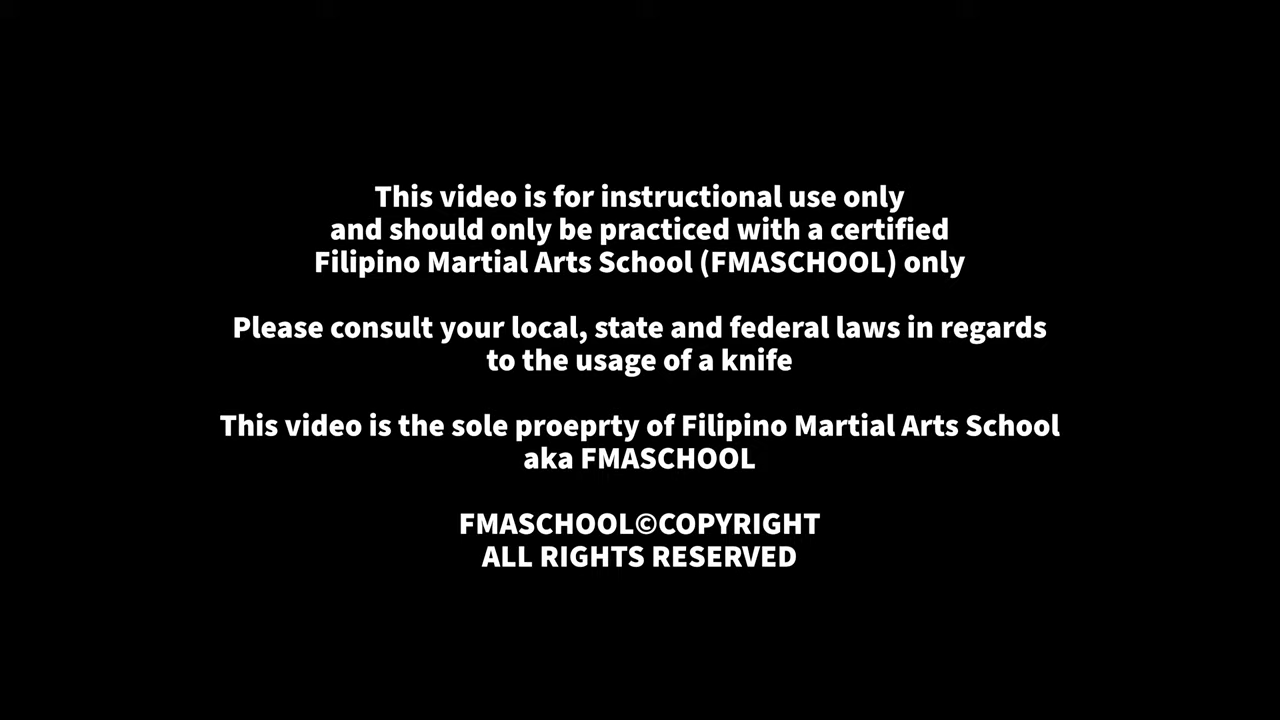 This video is for instructional use only
and should only be practiced with a certified
Filipino Martial Arts School (FMASCHOOL) only
Please consult your local, state and federal laws in regards
to the usage of a knife
This video is the sole proeprty of Filipino Martial Arts School
aka FMASCHOOL
FMASCHOOL©COPYRIGHT
ALL RIGHTS RESERVED